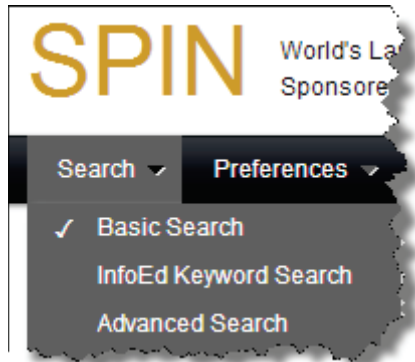 SPIN
World's La
Sponsore
Search Preferences
✓ Basic Search
InfoEd Keyword Search
Advanced Search